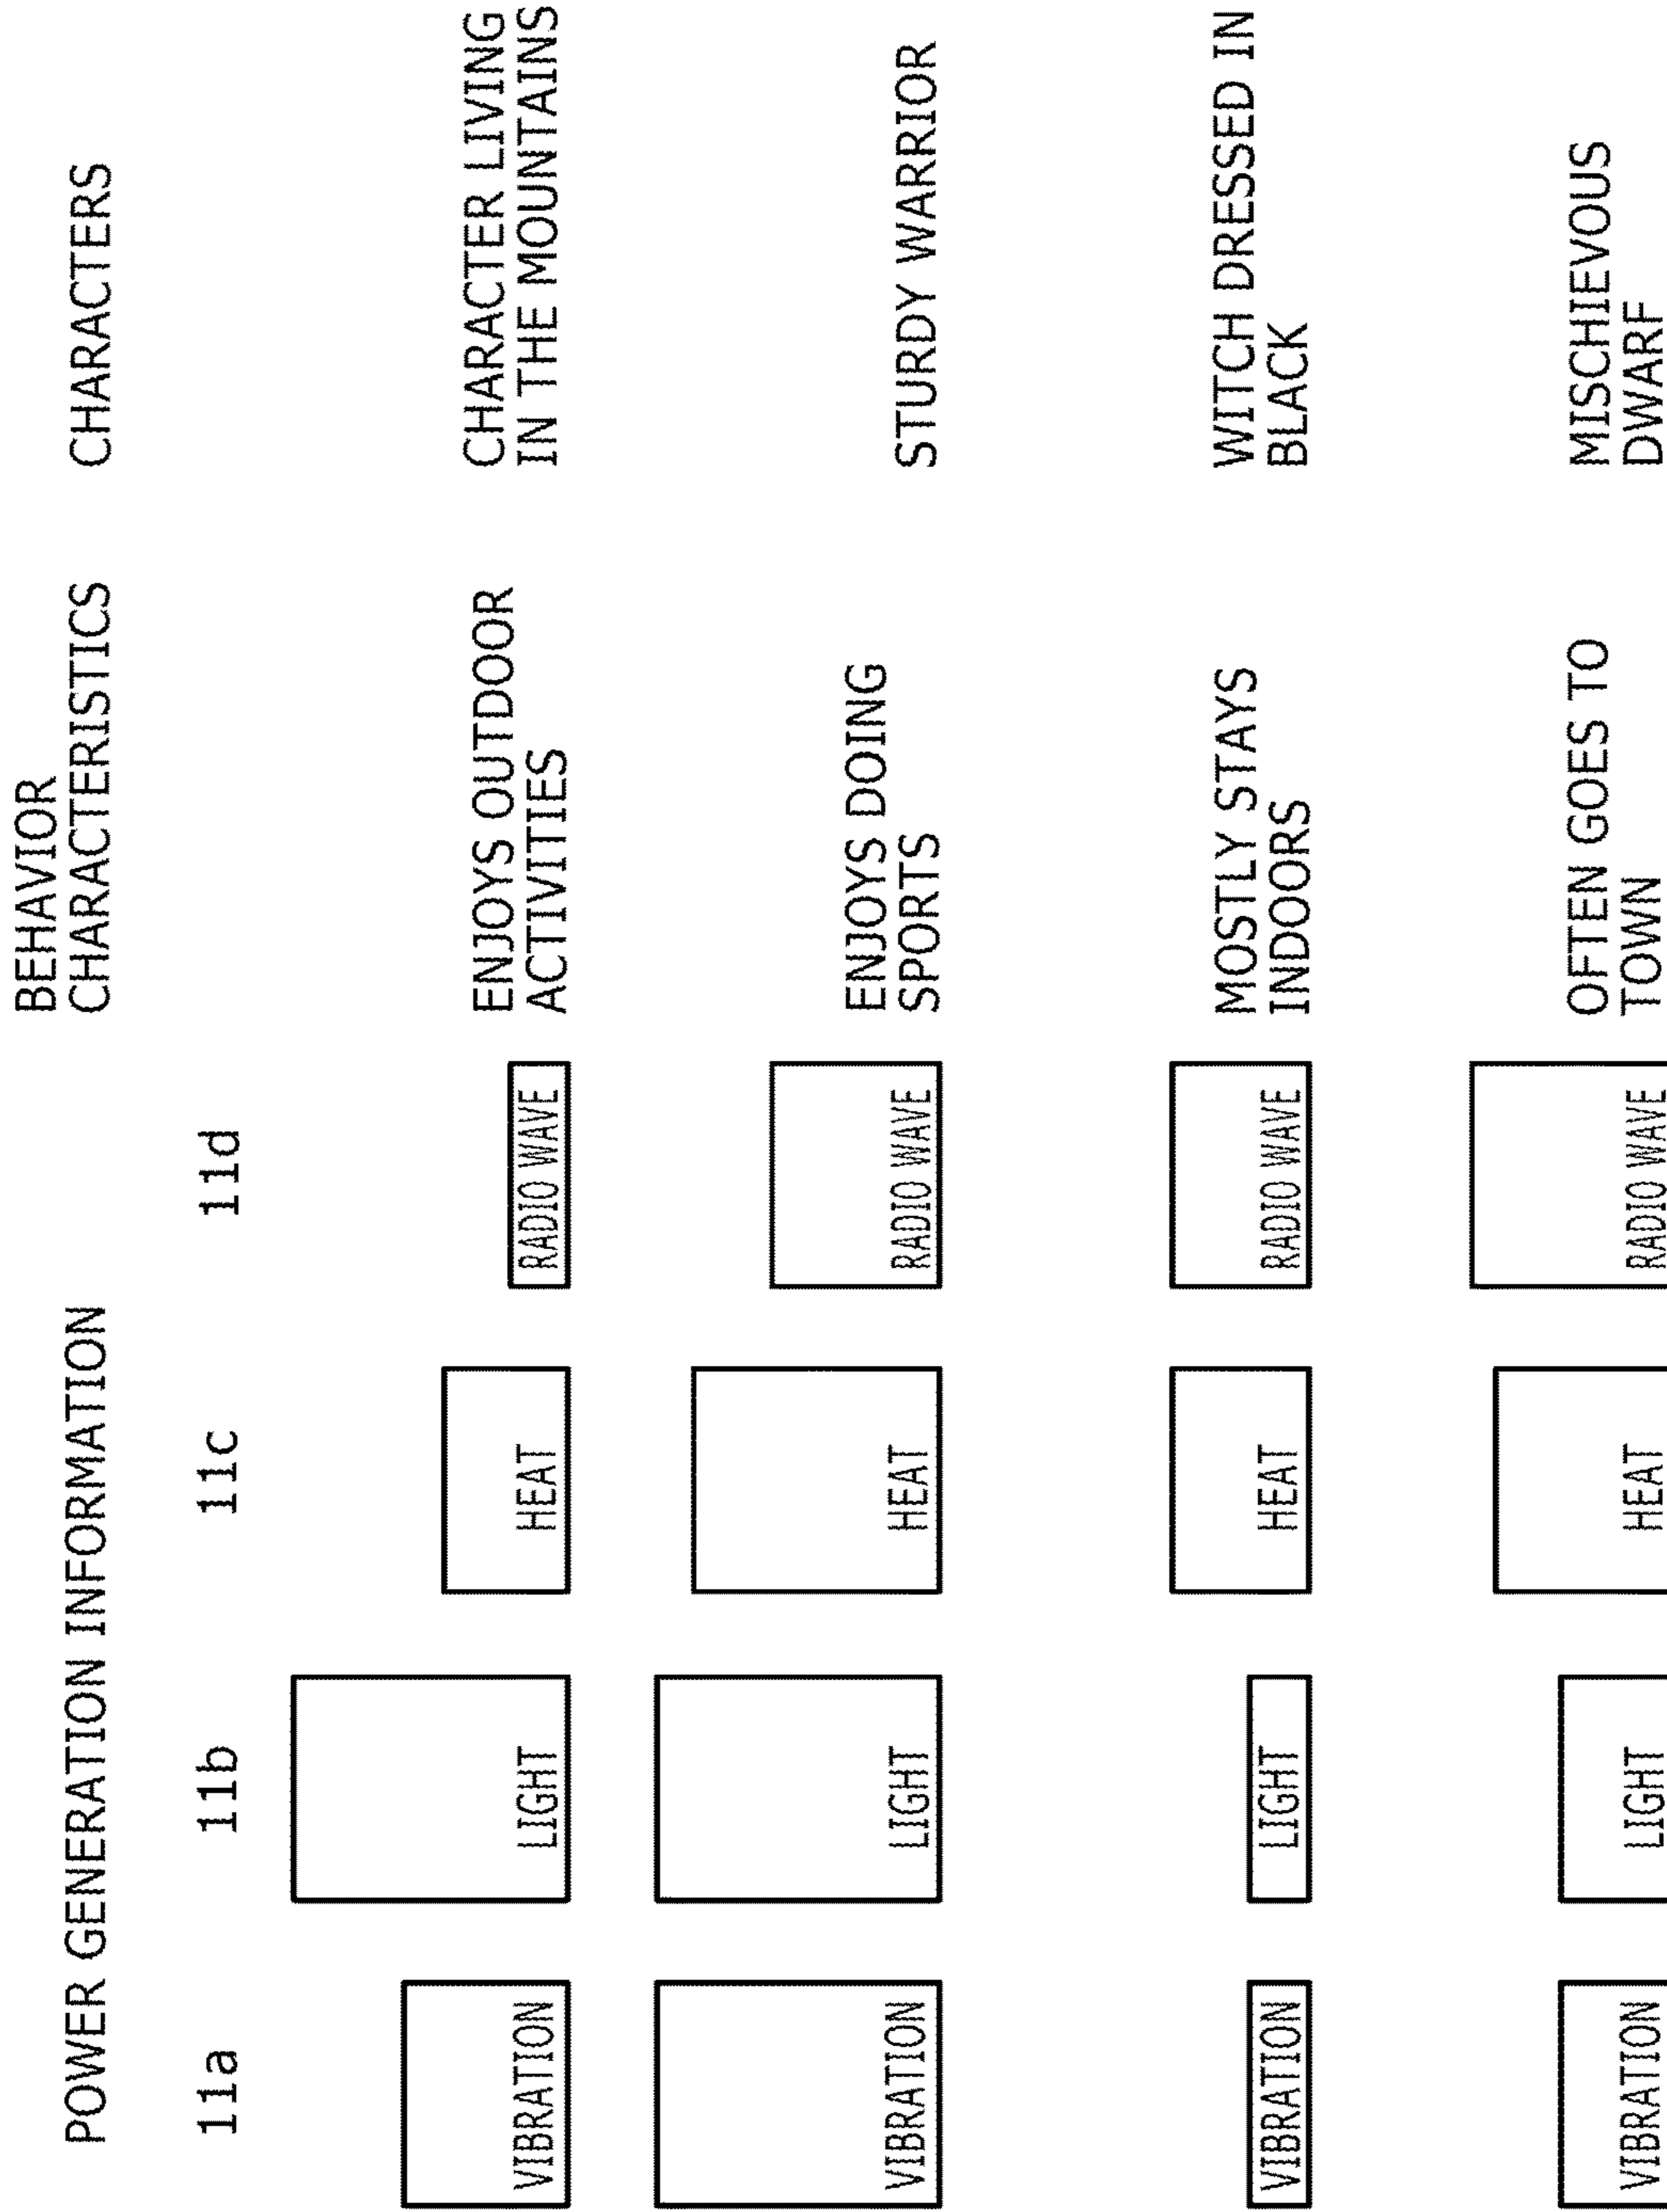 POWER GENERATION INFORMATION
BEHAVIOR
CHARACTERISTICS
CHARACTERS
11a
11b
11c
11d
VIBRATION
LIGHT
HEAT
RADIO WAVE
ENJOYS OUTDOOR
ACTIVITIES
CHARACTER LIVING
IN THE MOUNTAINS
VIBRATION
LIGHT
HEAT
RADIO WAVE
ENJOYS DOING
SPORTS
STURDY WARRIOR
VIBRATION
LIGHT
HEAT
RADIO WAVE
MOSTLY STAYS
INDOORS
WITCH DRESSED IN
BLACK
VIBRATION
LIGHT
HEAT
RADIO WAVE
OFTEN GOES TO
TOWN
MISCHIEVOUS
DWARF